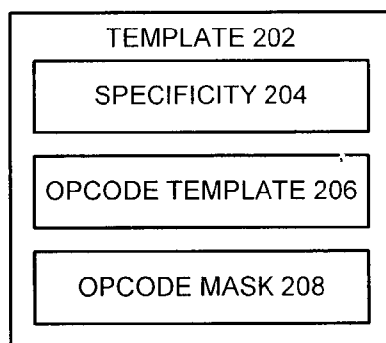 TEMPLATE 202
SPECIFICITY 204
OPCODE TEMPLATE 206
OPCODE MASK 208